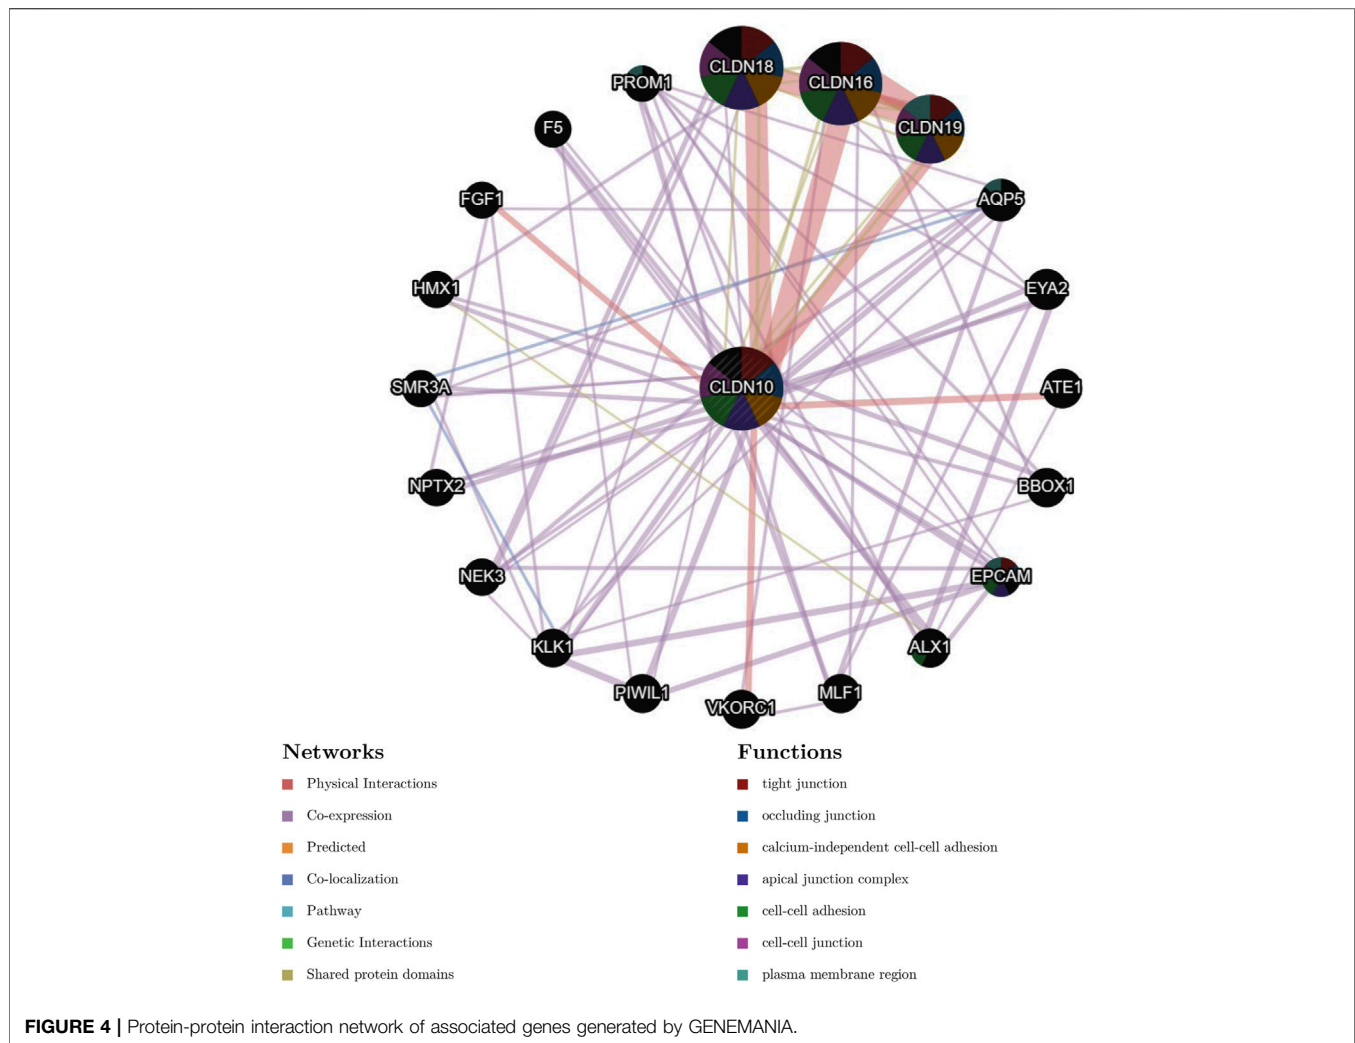 CLDN18
CLDN16
PROM1
CLDN19
F5
FGF1
AQP5
HMX1
EYA2
SMR3A
CLDN10
ATE1
NPTX2
BBOX1
NEK3
EPCAM
KLK1
ALX1
PIWIL1
VKORC1
MLF1
Networks
Physical Interactions
Co-expression
Predicted
Co-localization
Pathway
Genetic Interactions
Shared protein domains
Functions
tight junction
occluding junction
calcium-independent cell-cell adhesion
apical junction complex
cell-cell adhesion
cell-cell junction
plasma membrane region
FIGURE 4 | Protein-protein interaction network of associated genes generated by GENEMANIA.